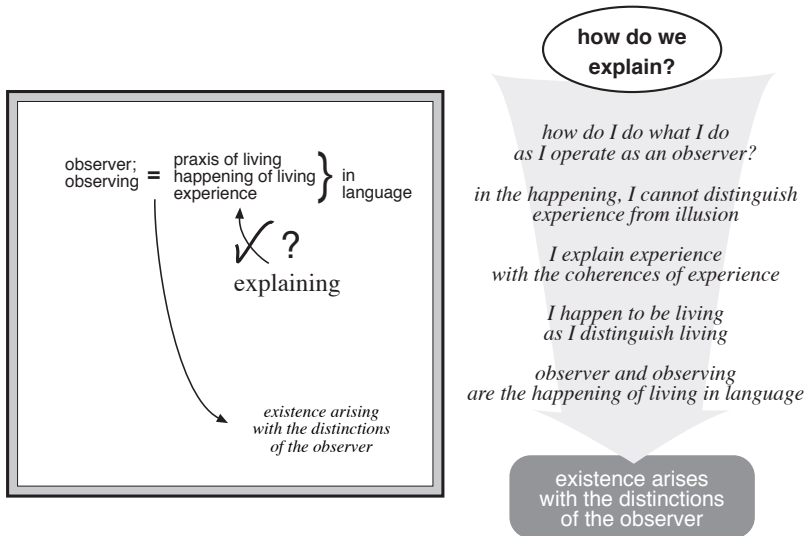 observer;
observing
=
praxis of living
happening of living
experience
}
in
language
?
explaining
existence arising
with the distinctions
of the observer
how do we
explain?
how do I do what I do
as I operate as an observer?
in the happening, I cannot distinguish
experience from illusion
I explain experience
with the coherences of experience
I happen to be living
as I distinguish living
observer and observing
are the happening of living in language
existence arises
with the distinctions
of the observer